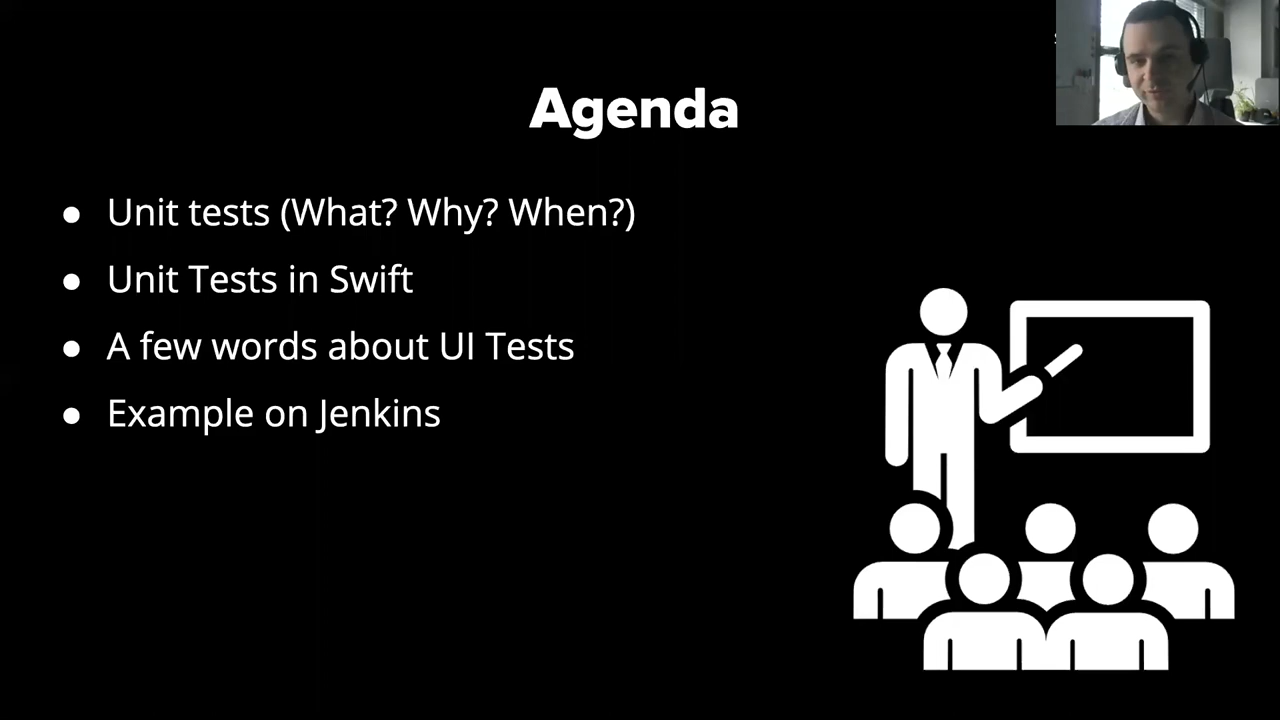 Agenda
● Unit tests (What? Why? When?)
● Unit Tests in Swift
● A few words about UI Tests
● Example on Jenkins